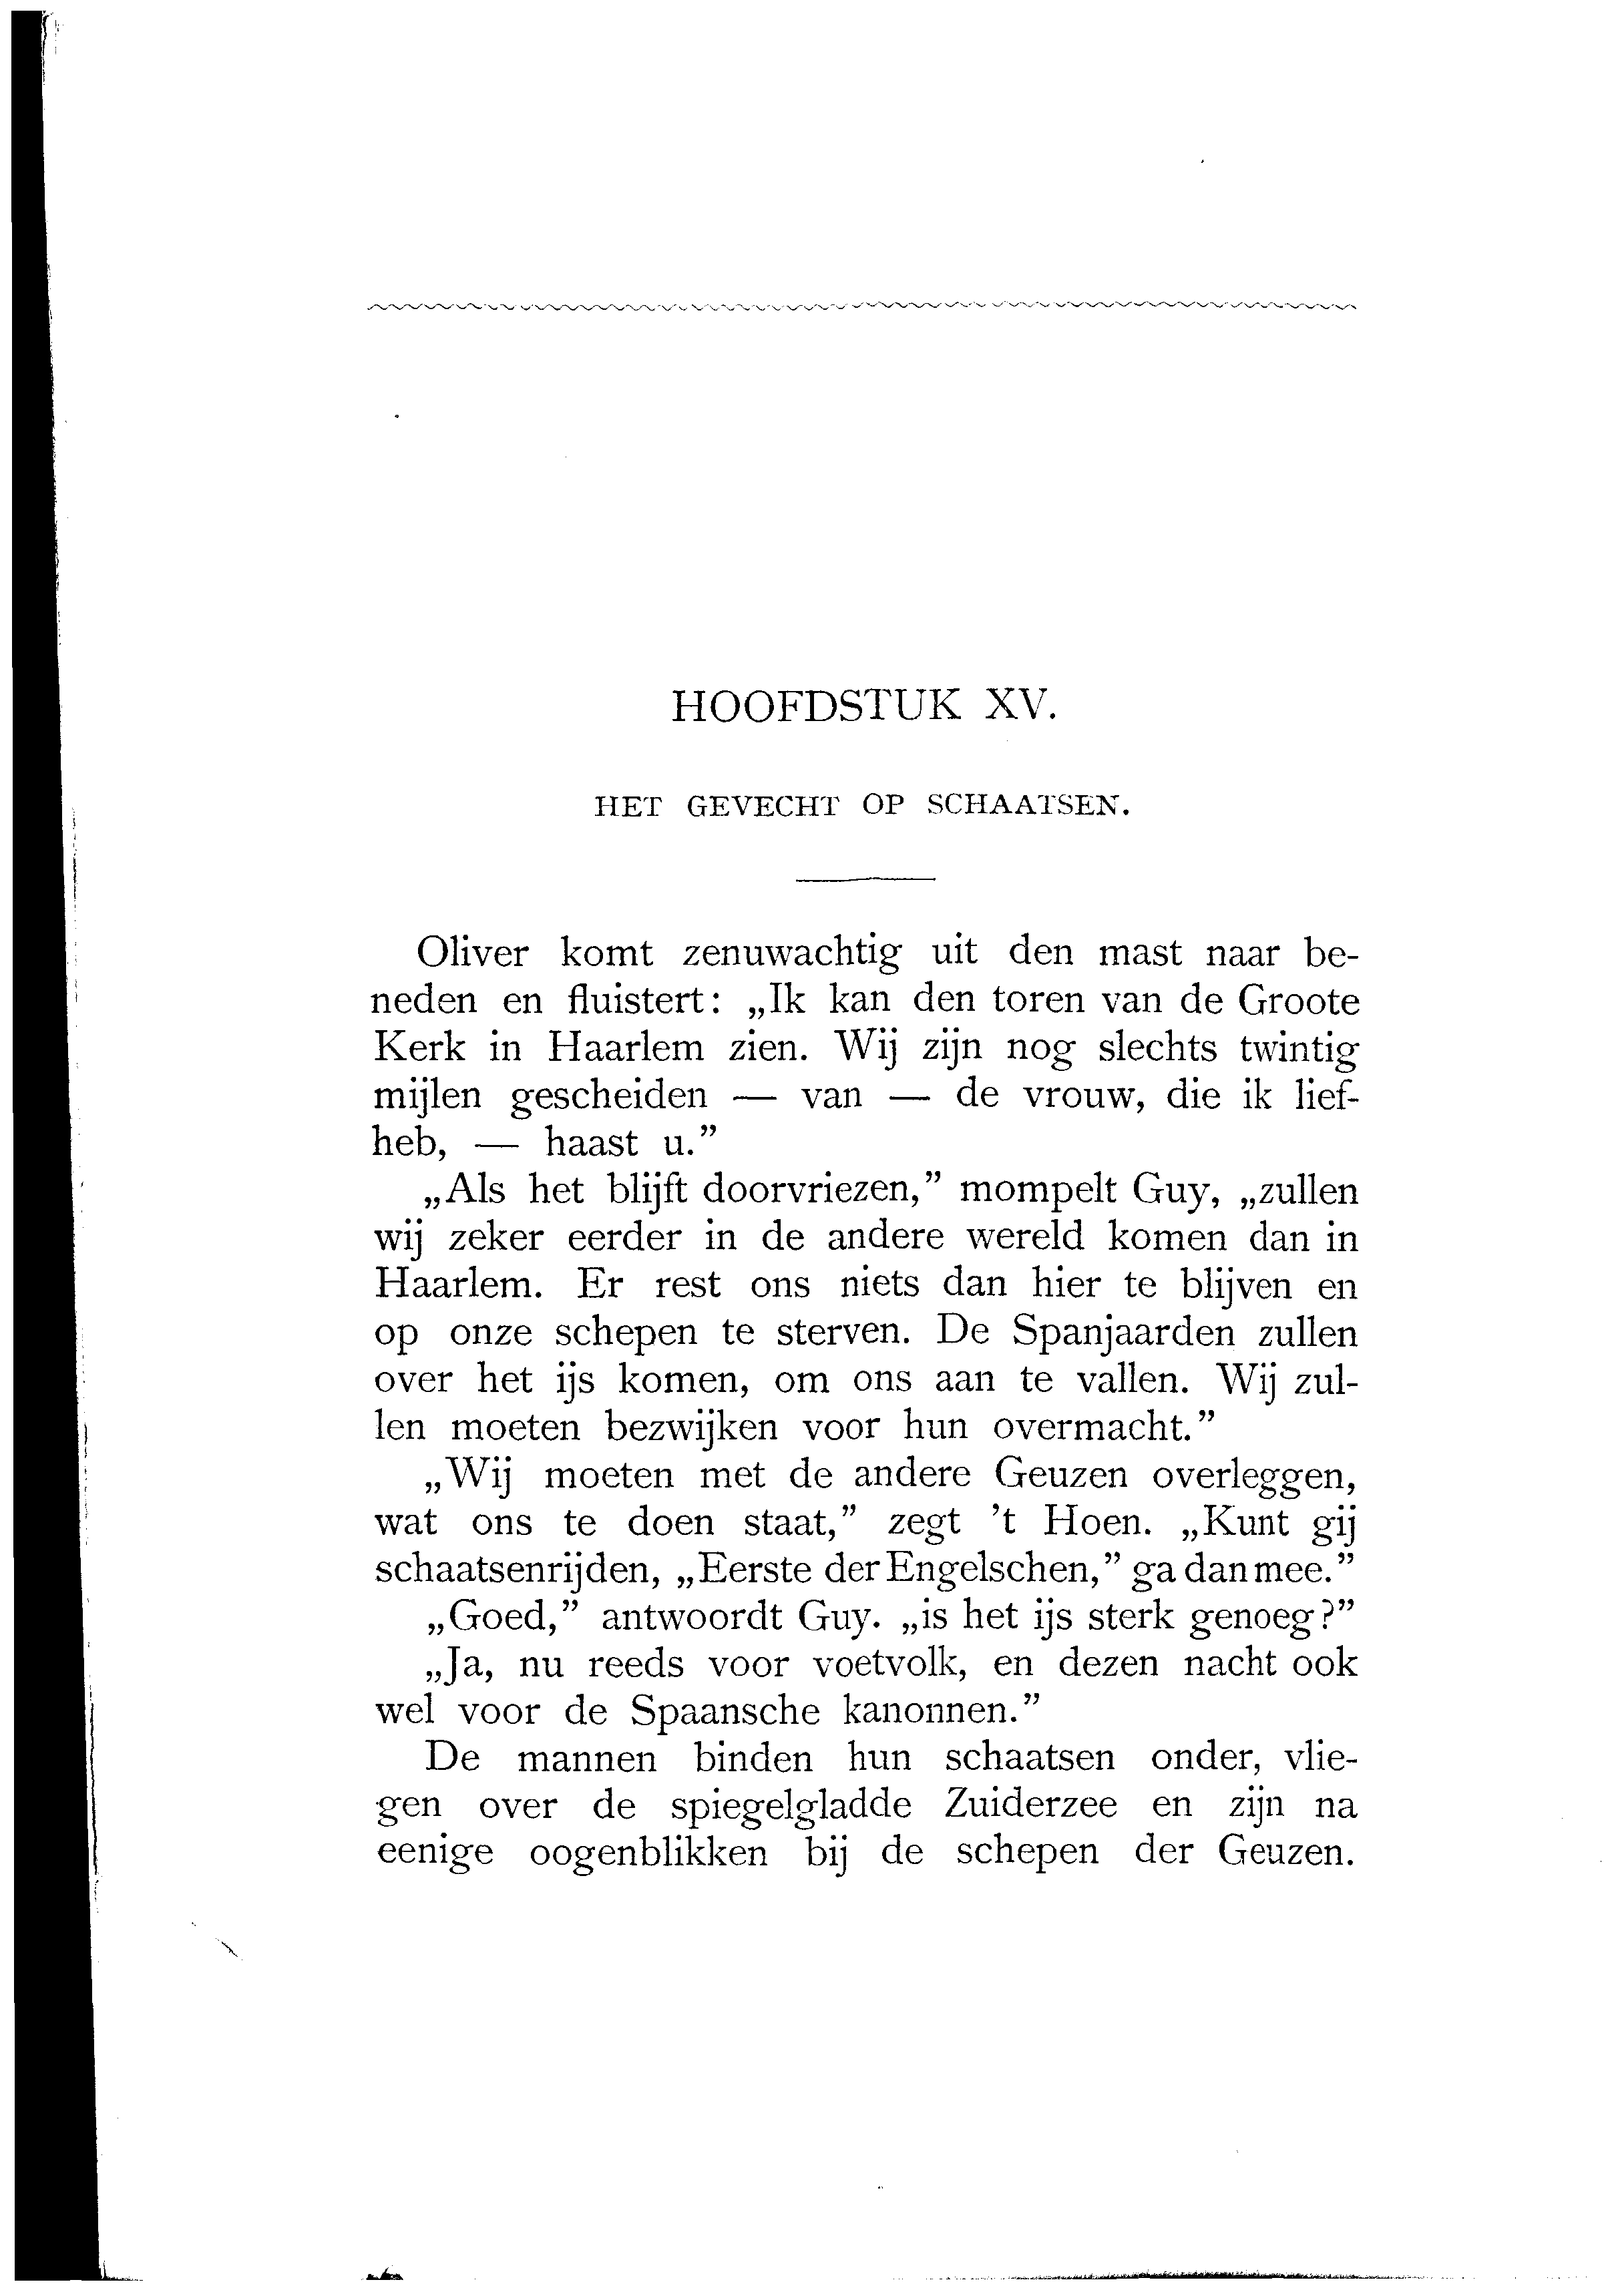 HOOFDSTUK XV.
HET GEVECHT OP SCHAATSEN.
Oliver komt zenuwachtig uit den mast naar be-
neden en fluistert: „Ik kan den toren van de Groote
Kerk in Haarlem zien. Wij zijn nog slechts twintig
mijlen gescheiden — van — de vrouw, die ik lief-
heb, — haast u.”
„Als het blijft doorvriezen,” mompelt Guy, „zullen
wij zeker eerder in de andere wereld komen dan in
Haarlem. Er rest ons niets dan hier te blijven en
op onze schepen te sterven. De Spanjaarden zullen
over het ijs komen, om ons aan te vallen. Wij zul-
len moeten bezwijken voor hun overmacht.”
„Wij moeten met de andere Geuzen overleggen,
wat ons te doen staat,” zegt 't Hoen. „Kunt gij
schaatsenrijden, „Eerste der Engelschen,” ga dan mee.”
„Goed,” antwoordt Guy. „is het ijs sterk genoeg?”
„Ja, nu reeds voor voetvolk, en dezen nacht ook
wel voor de Spaansche kanonnen.”
De mannen binden hun schaatsen onder, vlie-
gen over de spiegelgladde Zuiderzee en zijn na
eenige oogenblikken bij de schepen der Geuzen.